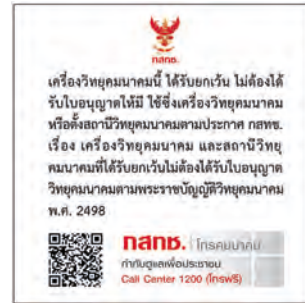 กสทช.
เครื่องวิทยุคมนาคมนี้ ได้รับยกเว้น ไม่ต้องได้
รับใบอนุญาตให้มี ใช้ซึ่งเครื่องวิทยุคมนาคม
หรือตั้งสถานีวิทยุคมนาคมตามประกาศ กสทช.
เรื่อง เครื่องวิทยุคมนาคม และสถานีวิทยุ
คมนาคมที่ได้รับยกเว้นไม่ต้องได้รับใบอนุญาต
วิทยุคมนาคมตามพระราชบัญญัติวิทยุคมนาคม
พ.ศ. 2498
กสทช. โทรคมนาคม
กำกับดูแลเพื่อประชาชน
Call Center 1200 (โทรฟรี)